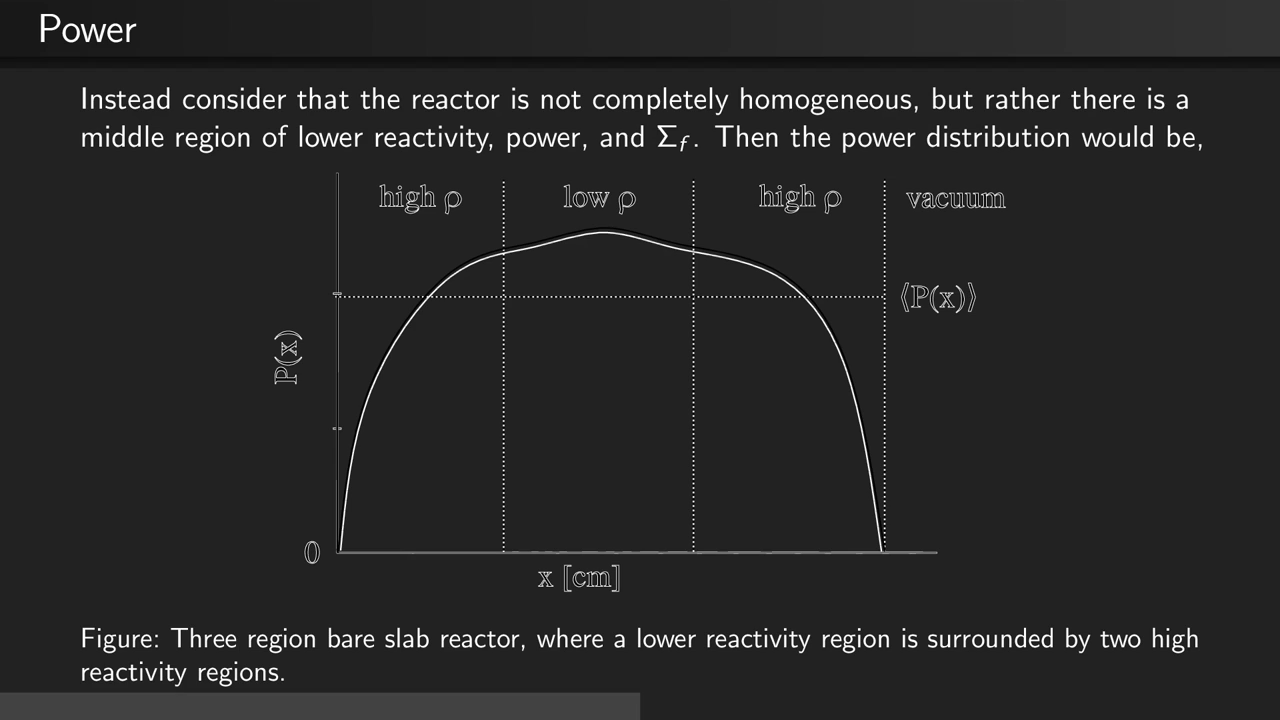 Power
Instead consider that the reactor is not completely homogeneous, but rather there is a
middle region of lower reactivity, power, and Σf. Then the power distribution would be,
high ρ
low ρ
high ρ
vacuum
⟨P(x)⟩
P(x)
0
x [cm]
Figure: Three region bare slab reactor, where a lower reactivity region is surrounded by two high
reactivity regions.